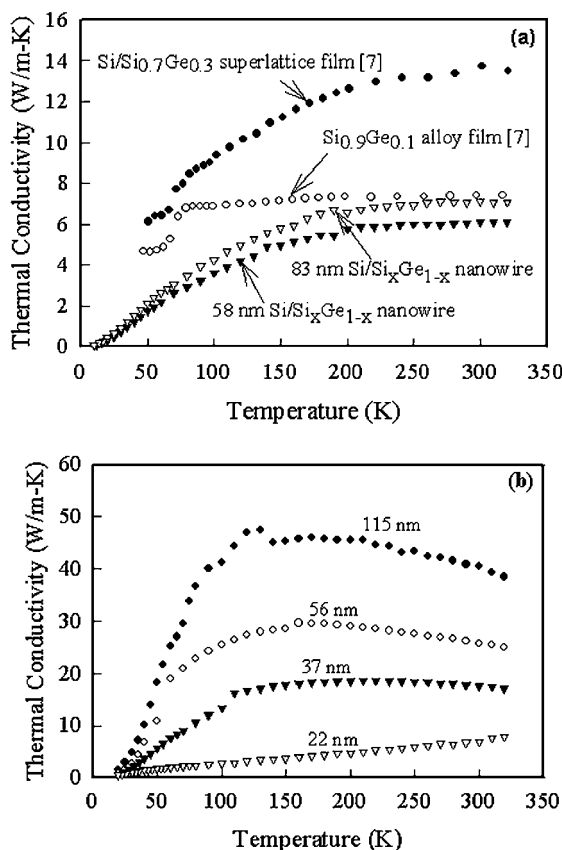 (a)
Thermal Conductivity (W/m-K)
16
14
12
10
8
6
4
2
0
Si/Si0.7Ge0.3 superlattice film [7]
Si0.9Ge0.1 alloy film [7]
83 nm Si/SixGe1-x nanowire
58 nm Si/SixGe1-x nanowire
0 50 100 150 200 250 300 350
Temperature (K)
(b)
Thermal Conductivity (W/m-K)
60
50
40
30
20
10
0
115 nm
56 nm
37 nm
22 nm
0 50 100 150 200 250 300 350
Temperature (K)